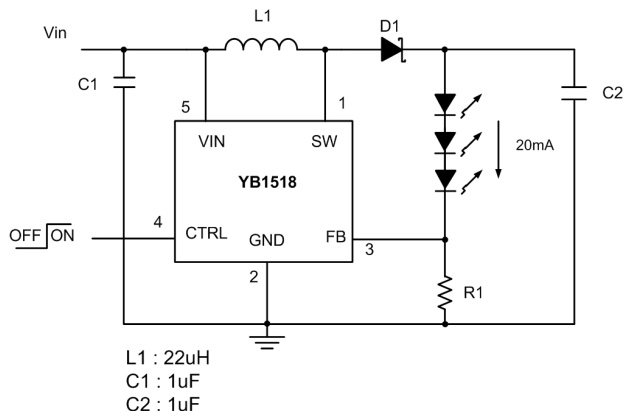 L1
D1
Vin
C1
5
1
C2
VIN
SW
20mA
YB1518
4
OFF ON
CTRL
GND
FB
3
2
R1
L1 : 22uH
C1 : 1uF
C2 : 1uF